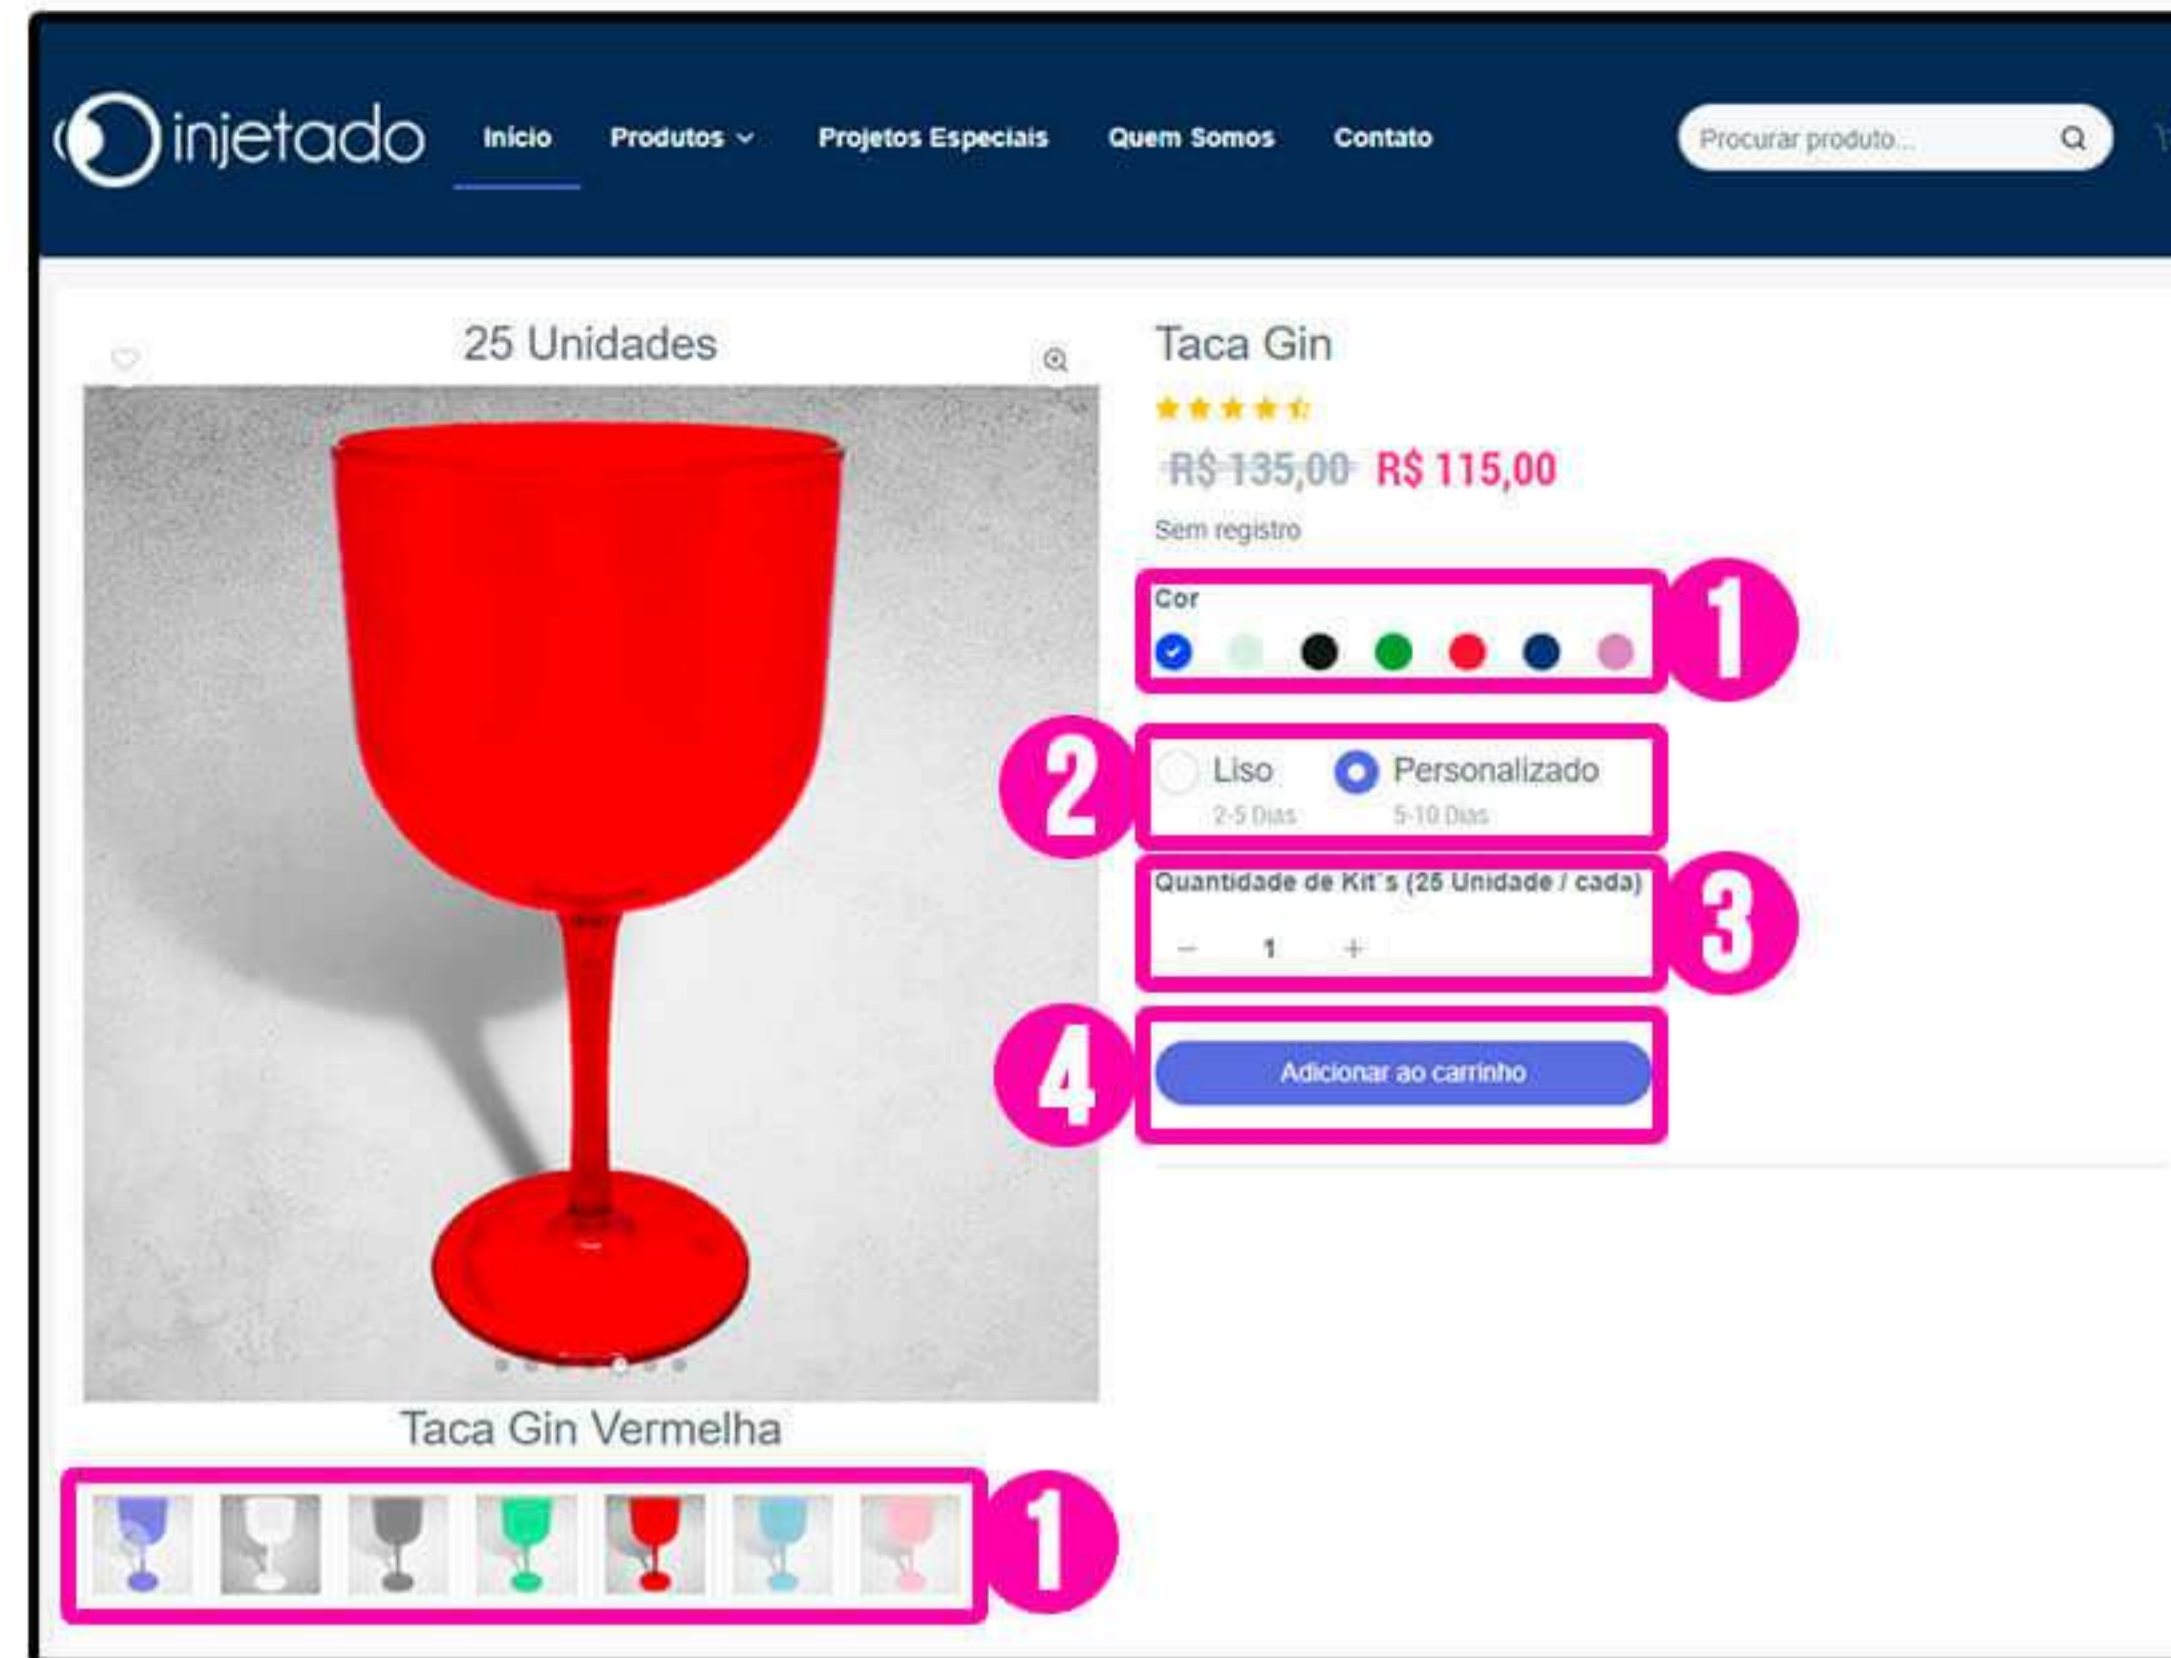 injetado
Início Produtos Projetos Especiais Quem Somos Contato
Procurar produto...
25 Unidades
Taca Gin
R$ 135,00 R$ 115,00
Sem registro
Cor
1
2
Liso Personalizado
2-5 Dias 5-10 Dias
Quantidade de Kit´s (25 Unidade / cada)
3
- 1 +
4
Adicionar ao carrinho
Taca Gin Vermelha
1